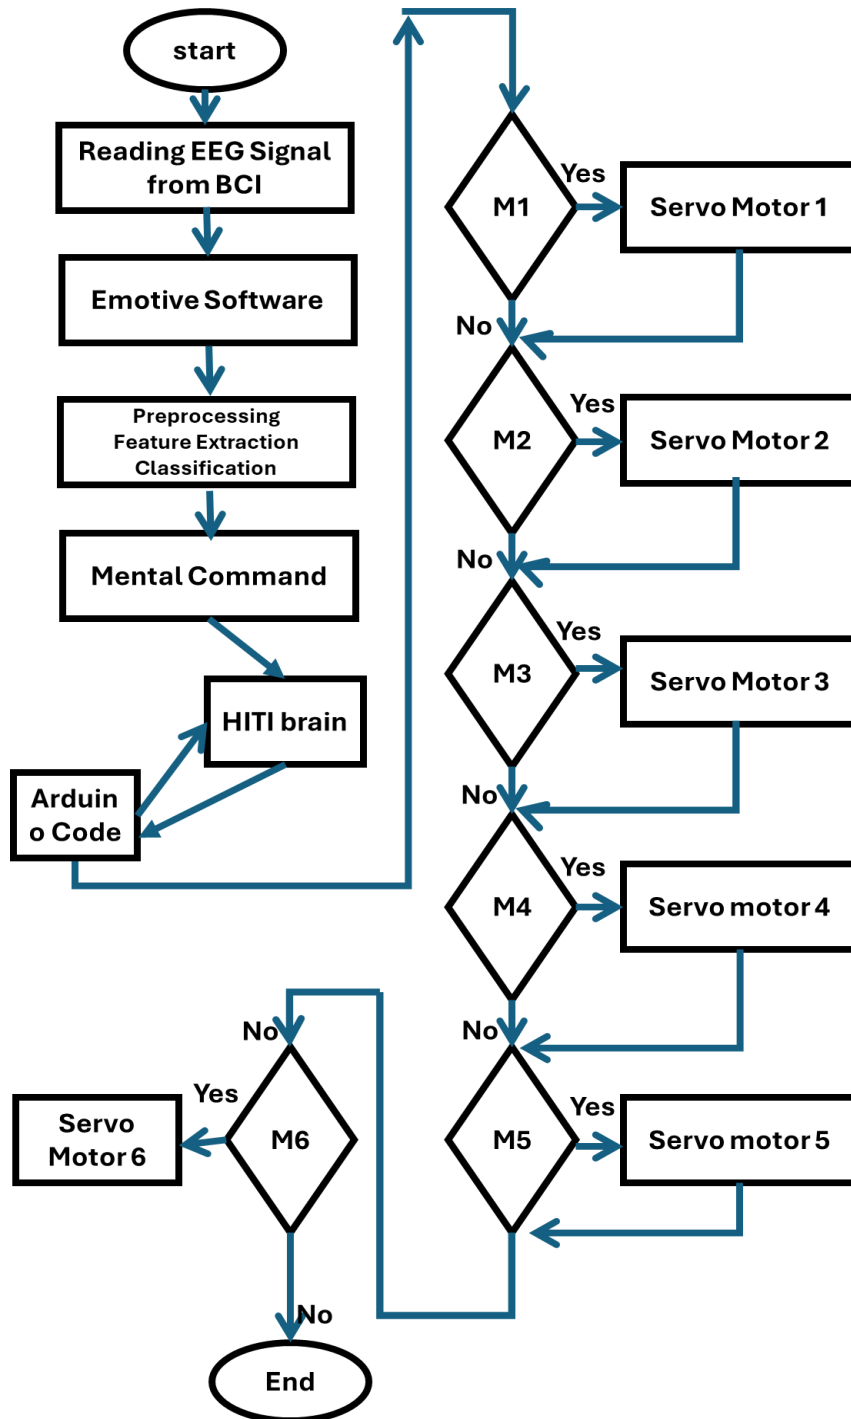 start
Reading EEG Signal
from BCI
Emotive Software
Preprocessing
Feature Extraction
Classification
Mental Command
HITI brain
Arduin
o Code
M1
Yes
Servo Motor 1
No
M2
Yes
Servo Motor 2
No
M3
Yes
Servo Motor 3
No
M4
Yes
Servo motor 4
No
M5
Yes
Servo motor 5
No
M6
Yes
Servo
Motor 6
No
End